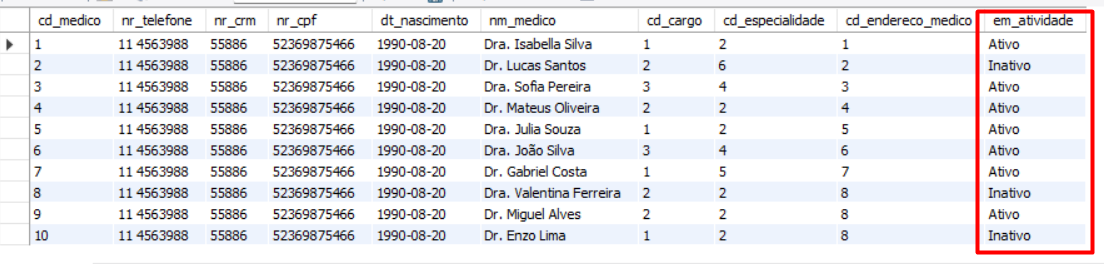 cd_medico nr_telefone nr_crm nr_cpf dt_nascimento nm_medico cd_cargo cd_especialidade cd_endereco_medico em_atividade
1 11 4563988 55886 52369875466 1990-08-20 Dra. Isabella Silva 1 2 1 Ativo
2 11 4563988 55886 52369875466 1990-08-20 Dr. Lucas Santos 2 6 2 Inativo
3 11 4563988 55886 52369875466 1990-08-20 Dra. Sofia Pereira 3 4 3 Ativo
4 11 4563988 55886 52369875466 1990-08-20 Dr. Mateus Oliveira 2 2 4 Ativo
5 11 4563988 55886 52369875466 1990-08-20 Dra. Julia Souza 1 2 5 Ativo
6 11 4563988 55886 52369875466 1990-08-20 Dra. João Silva 3 4 6 Ativo
7 11 4563988 55886 52369875466 1990-08-20 Dr. Gabriel Costa 1 5 7 Ativo
8 11 4563988 55886 52369875466 1990-08-20 Dra. Valentina Ferreira 2 2 8 Inativo
9 11 4563988 55886 52369875466 1990-08-20 Dr. Miguel Alves 2 2 8 Ativo
10 11 4563988 55886 52369875466 1990-08-20 Dr. Enzo Lima 1 2 8 Inativo